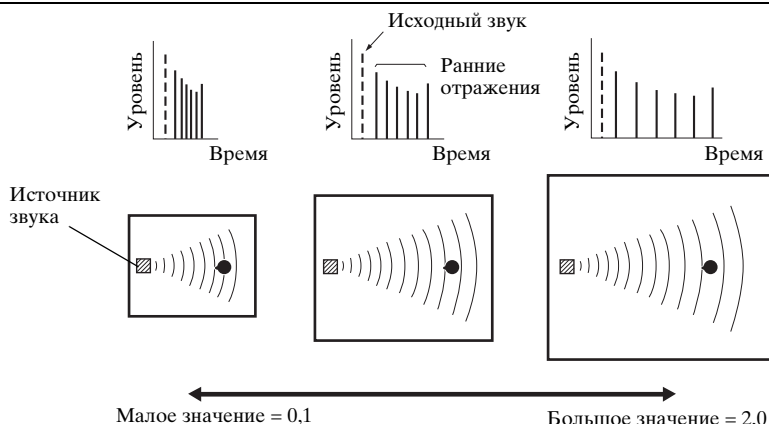 Исходный звук
Уровень
Время
Уровень
Ранние
отражения
Время
Уровень
Время
Источник
звука
Малое значение = 0,1
Большое значение = 2,0